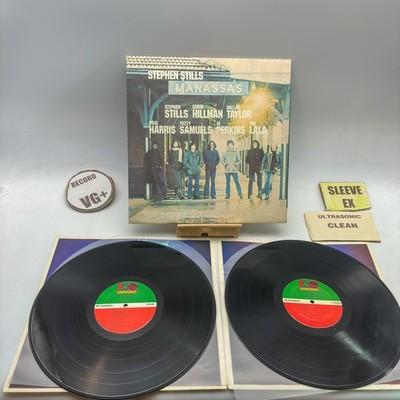 STEPHEN STILLS
MANASSAS
STEPHEN CHRIS DALLAS
STILLS HILLMAN TAYLOR
PAUL FUZZY AL JOE
HARRIS SAMUELS PERKINS LALA
RECORD
VG+
SLEEVE
EX
ULTRASONIC
CLEAN